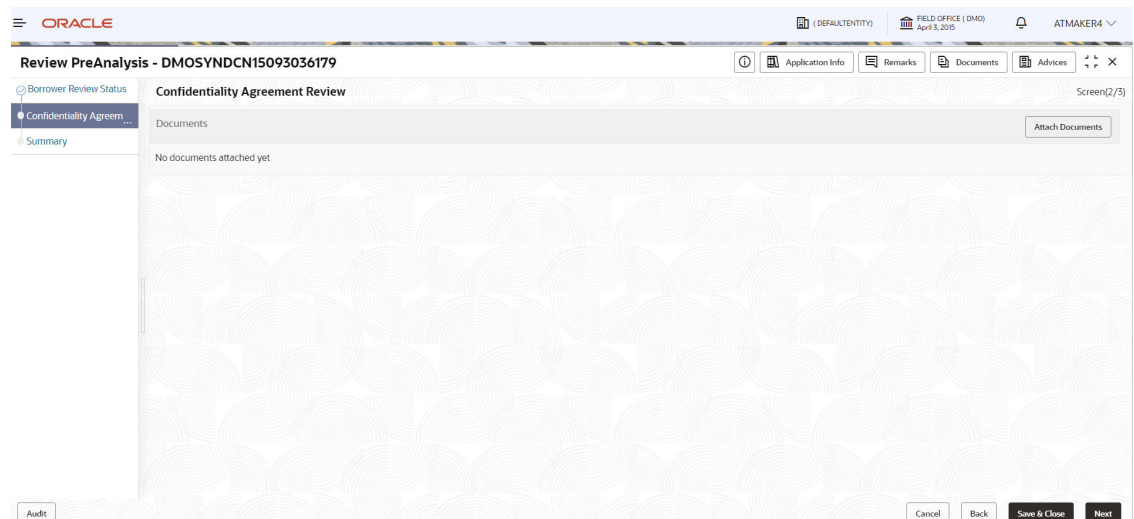 ORACLE
( DEFAULTENTITY)
FIELD OFFICE ( DMO)
April 3, 2015
ATMAKER4
Review PreAnalysis - DMOSYNDCN15093036179
Application Info
Remarks
Documents
Advices
Borrower Review Status
Confidentiality Agreem ...
Summary
Confidentiality Agreement Review
Screen(2/3)
Documents
Attach Documents
No documents attached yet
Audit
Cancel
Back
Save & Close
Next